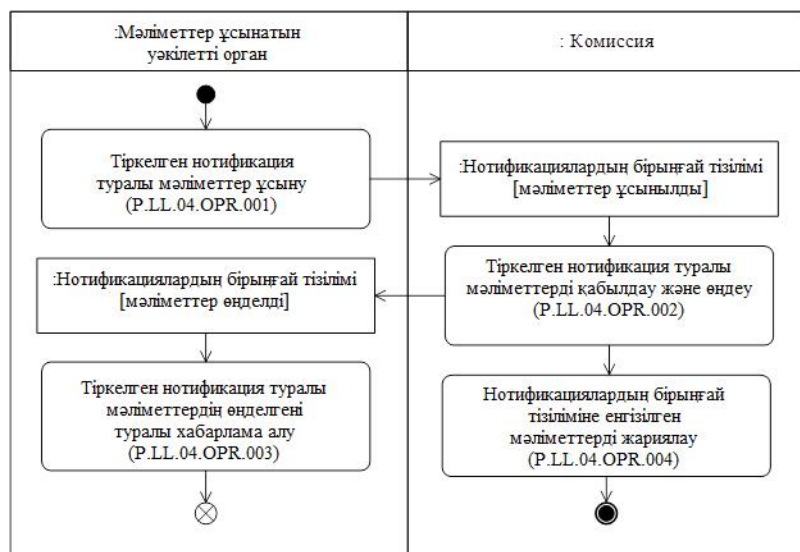 :Мәліметтер ұсынатын
уәкілетті орган
: Комиссия
Тіркелген нотификация
туралы мәліметтер ұсыну
(P.LL.04.OPR.001)
:Нотификациялардың бірыңғай тізілімі
[мәліметтер ұсынылды]
:Нотификациялардың бірыңғай тізілімі
[мәліметтер өңделді]
Тіркелген нотификация туралы
мәліметтерді қабылдау және өңдеу
(P.LL.04.OPR.002)
Тіркелген нотификация туралы
мәліметтердің өңделгені
туралы хабарлама алу
(P.LL.04.OPR.003)
Нотификациялардың бірыңғай
тізіліміне енгізілген
мәліметтерді жариялау
(P.LL.04.OPR.004)